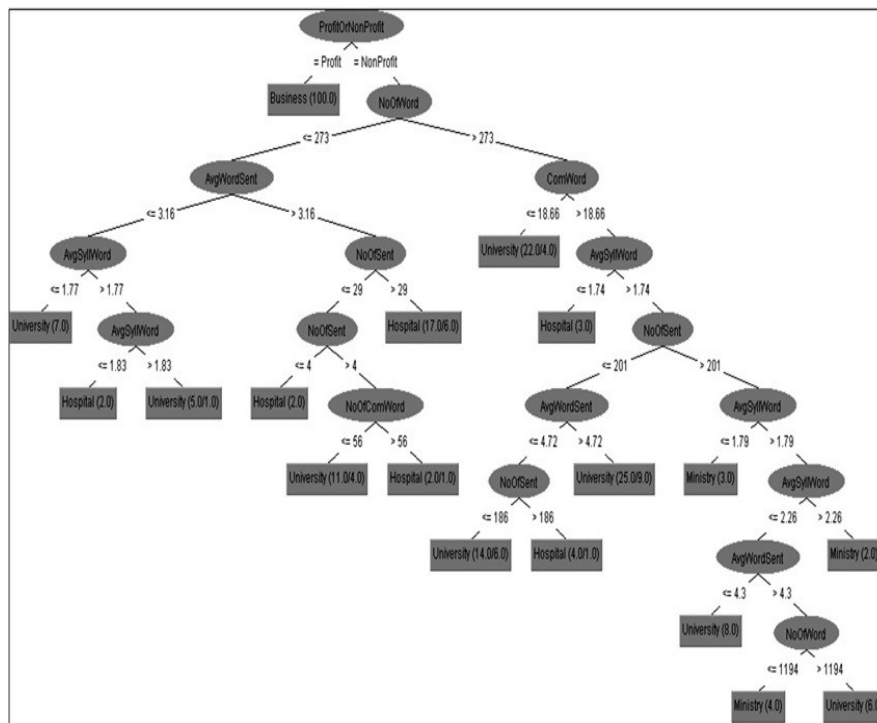 ProfitOrNonProfit
= Profit = NonProfit
Business (100.0) NoOfWord
<= 273 > 273
AvgWordSent ComWord
<= 3.16 > 3.16 <= 18.66 > 18.66
AvgSyllWord NoOfSent University (22.0/4.0) AvgSyllWord
<= 1.77 > 1.77 <= 29 > 29 <= 1.74 > 1.74
University (7.0) AvgSyllWord NoOfSent Hospital (17.0/6.0) Hospital (3.0) NoOfSent
<= 1.83 > 1.83 <= 4 > 4 <= 201 > 201
Hospital (2.0) University (5.0/1.0) Hospital (2.0) NoOfComWord AvgWordSent AvgSyllWord
<= 56 > 56 <= 4.72 > 4.72 <= 1.79 > 1.79
University (11.0/4.0) Hospital (2.0/1.0) NoOfSent University (25.0/9.0) Ministry (3.0) AvgSyllWord
<= 186 > 186 <= 2.26 > 2.26
University (14.0/6.0) Hospital (4.0/1.0) AvgWordSent Ministry (2.0)
<= 4.3 > 4.3
University (8.0) NoOfWord
<= 1194 > 1194
Ministry (4.0) University (6.0